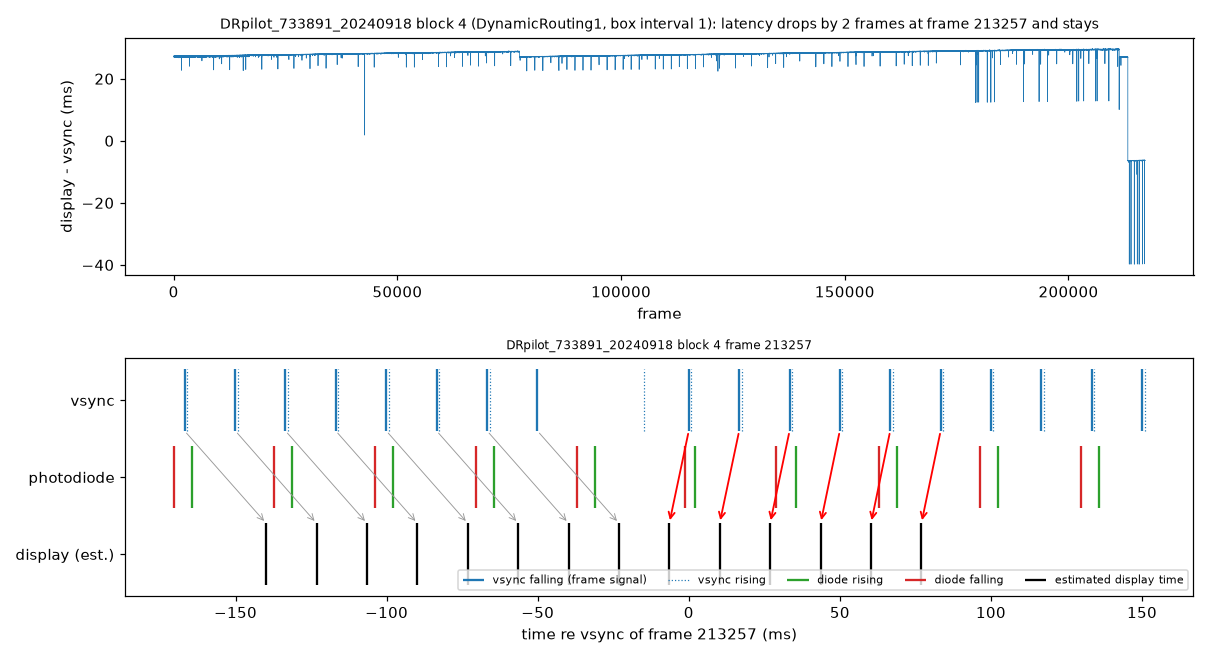 DRpilot_733891_20240918 block 4 (DynamicRouting1, box interval 1): latency drops by 2 frames at frame 213257 and stays
display - vsync (ms)
20
0
−20
−40
0 50000 100000 150000 200000
frame
DRpilot_733891_20240918 block 4 frame 213257
vsync
photodiode
display (est.)
vsync falling (frame signal) vsync rising diode rising diode falling estimated display time
−150 −100 −50 0 50 100 150
time re vsync of frame 213257 (ms)